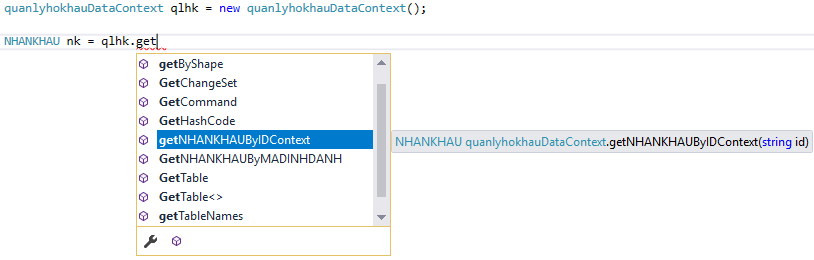 quanlyhokhauDataContext qlhk = new quanlyhokhauDataContext();
NHANKHAU nk = qlhk.get
getByShape
GetChangeSet
GetCommand
GetHashCode
getNHANKHAUByIDContext
NHANKHAU quanlyhokhauDataContext.getNHANKHAUByIDContext(string id)
GetNHANKHAUByMADINHDANH
GetTable
GetTable<>
getTableNames